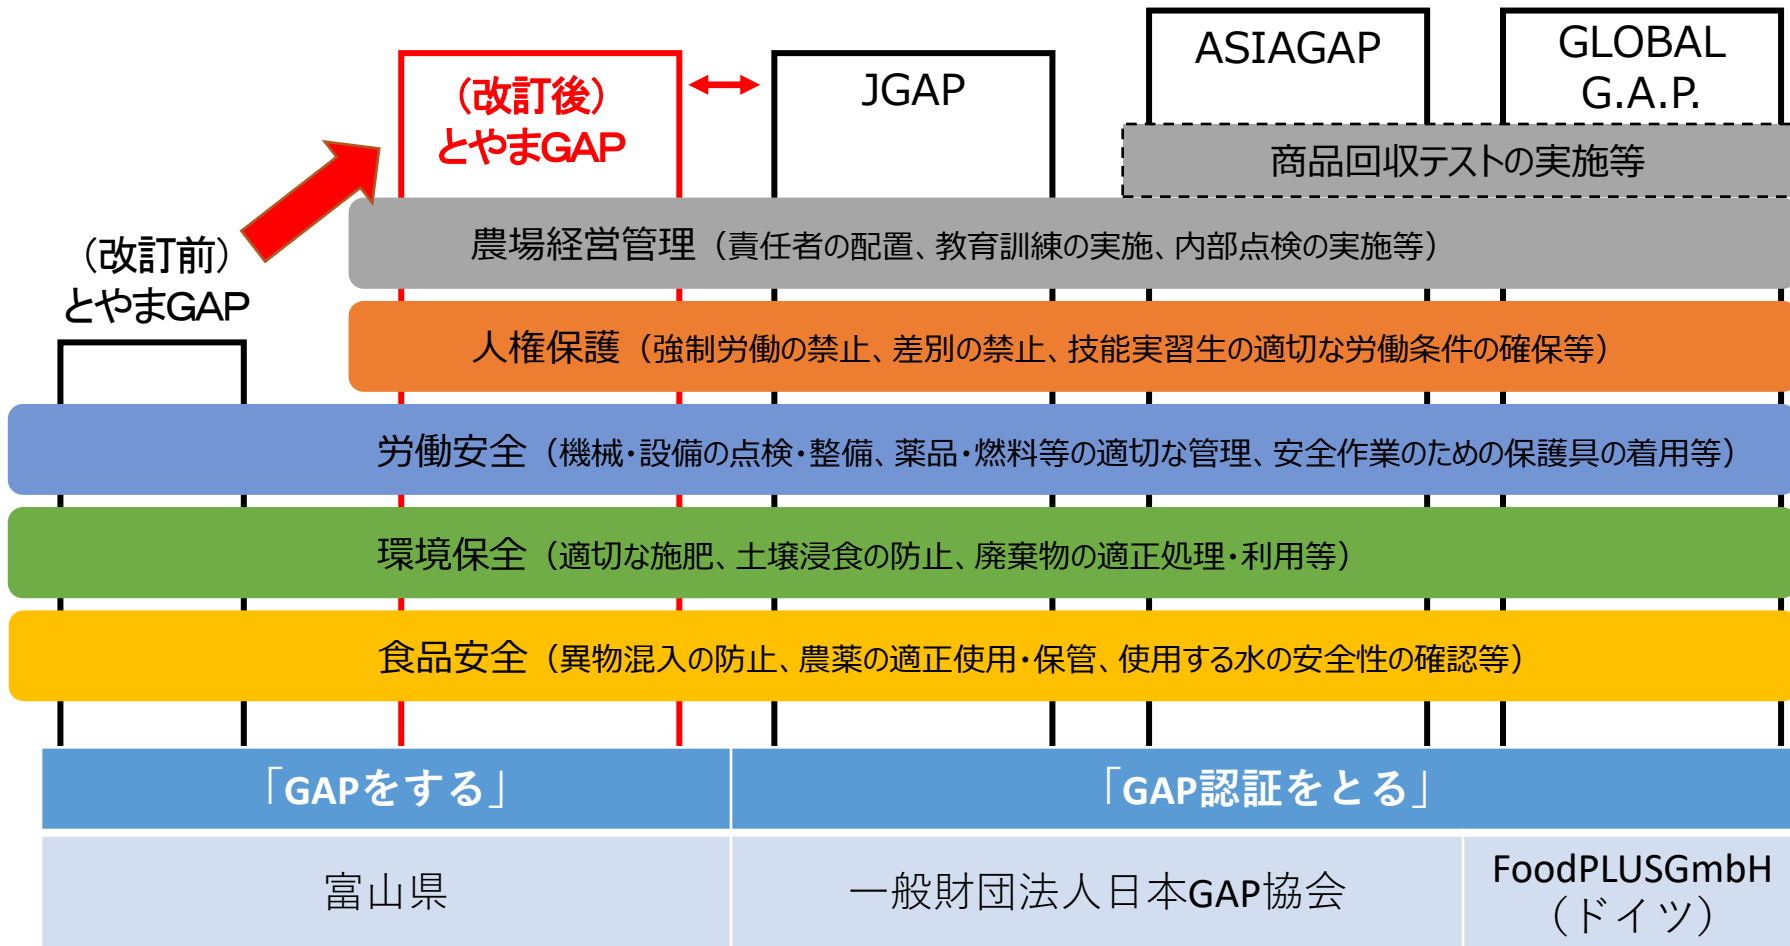 (改訂後)
とやまGAP
JGAP
ASIAGAP
GLOBAL
G.A.P.
商品回収テストの実施等
(改訂前)
とやまGAP
農場経営管理（責任者の配置、教育訓練の実施、内部点検の実施等）
人権保護（強制労働の禁止、差別の禁止、技能実習生の適切な労働条件の確保等）
労働安全（機械・設備の点検・整備、薬品・燃料等の適切な管理、安全作業のための保護具の着用等）
環境保全（適切な施肥、土壌浸食の防止、廃棄物の適正処理・利用等）
食品安全（異物混入の防止、農薬の適正使用・保管、使用する水の安全性の確認等）
「GAPをする」
「GAP認証をとる」
富山県
一般財団法人日本GAP協会
FoodPLUSGmbH
（ドイツ）